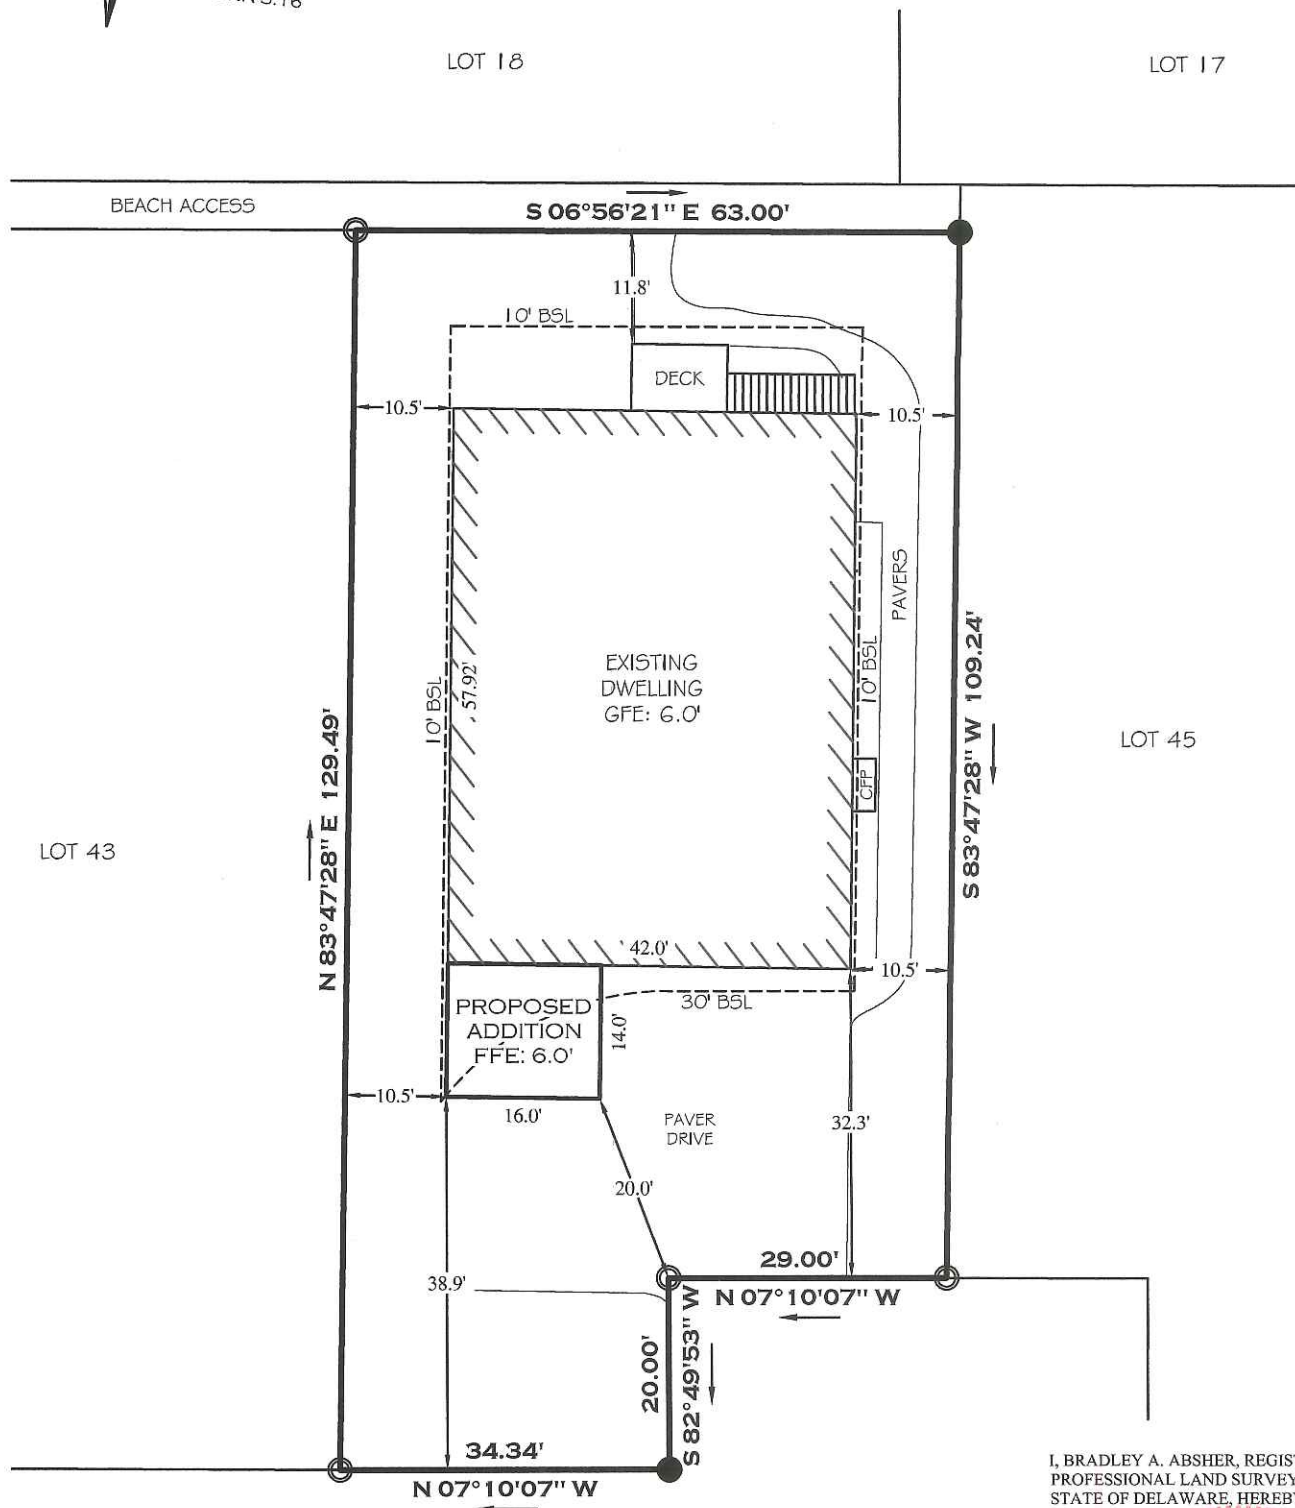 LOT 18
LOT 17
BEACH ACCESS
S 06°56'21" E 63.00'
11.8'
10' BSL
DECK
10.5'
10.5'
PAVERS
EXISTING
DWELLING
GFE: 6.0'
57.92'
10' BSL
10' BSL
CFP
S 83°47'28" W 109.24'
LOT 45
N 83°47'28" E 129.49'
LOT 43
42.0'
10.5'
30' BSL
PROPOSED
ADDITION
FFE: 6.0'
14.0'
10.5'
16.0'
PAVER
DRIVE
32.3'
20.0'
29.00'
N 07°10'07" W
38.9'
20.00'
S 82°49'53" W
34.34'
N 07°10'07" W
I, BRADLEY A. ABSHER, REGIS
PROFESSIONAL LAND SURVEY
STATE OF DELAWARE, HEREBY